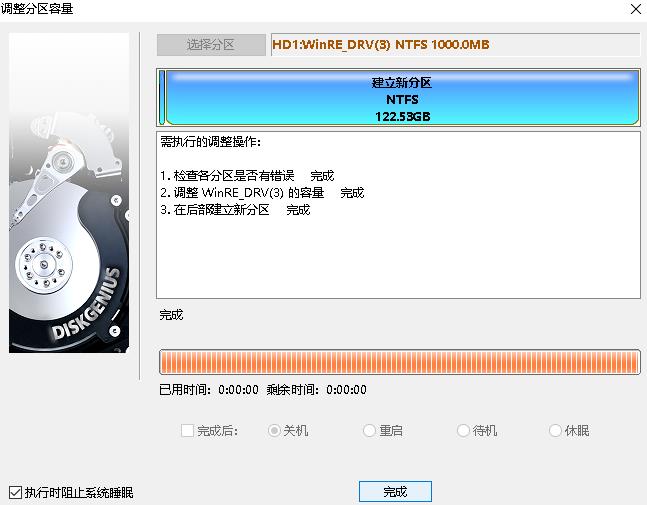 调整分区容量
选择分区
HD1:WinRE_DRV(3) NTFS 1000.0MB
建立新分区
NTFS
122.53GB
需执行的调整操作:
1. 检查各分区是否有错误 完成
2. 调整 WinRE_DRV(3) 的容量 完成
3. 在后部建立新分区 完成
DISKGENIUS
完成
已用时间: 0:00:00 剩余时间: 0:00:00
完成后: 关机 重启 待机 休眠
执行时阻止系统睡眠
完成